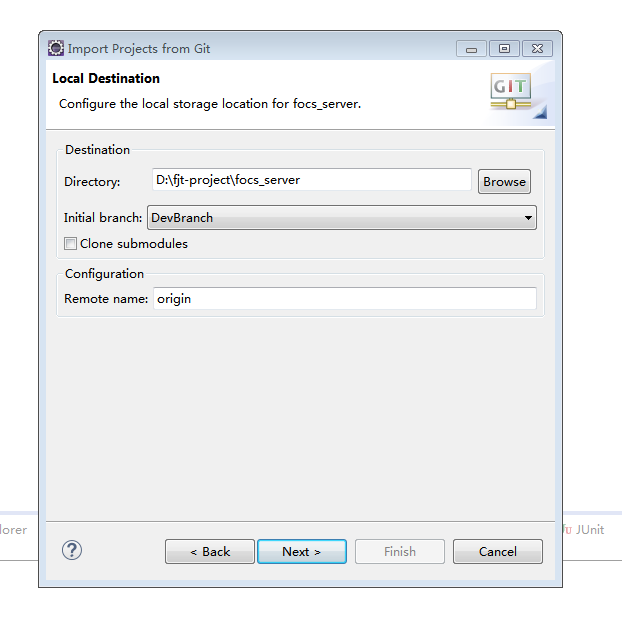 Import Projects from Git
Local Destination
Configure the local storage location for focs_server.
GIT
Destination
Directory: D:\fjt-project\focs_server Browse
Initial branch: DevBranch
Clone submodules
Configuration
Remote name: origin
lorer
JUnit
< Back Next > Finish Cancel